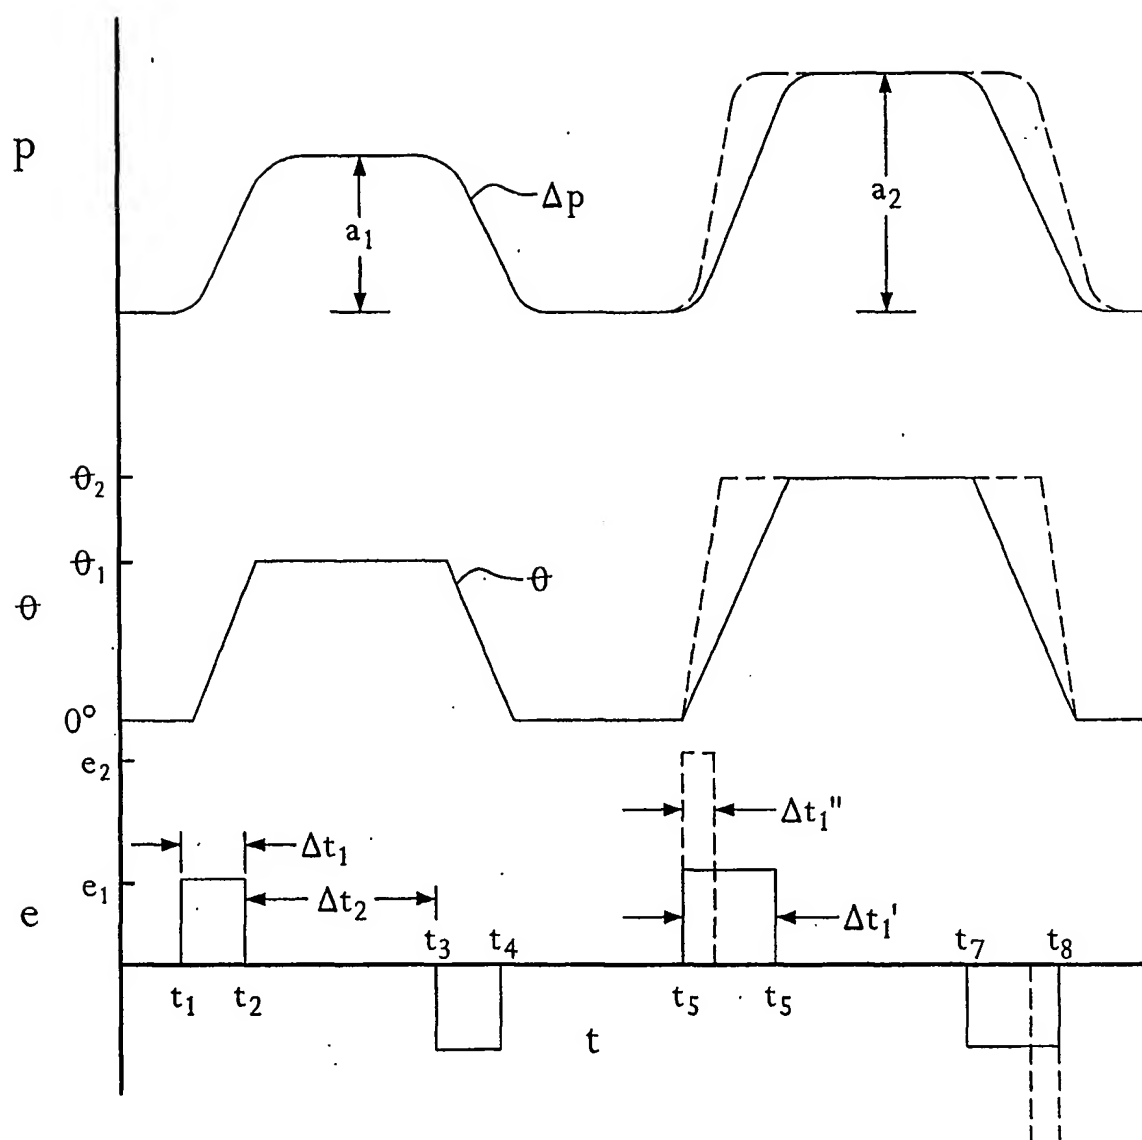 p
Δp
a₁
a₂
θ₂
θ₁
θ
θ
0°
e₂
Δt₁"
Δt₁
e₁
Δt₂
Δt₁'
e
t₃ t₄ t₇ t₈
t₁ t₂ t₅ t₅
t